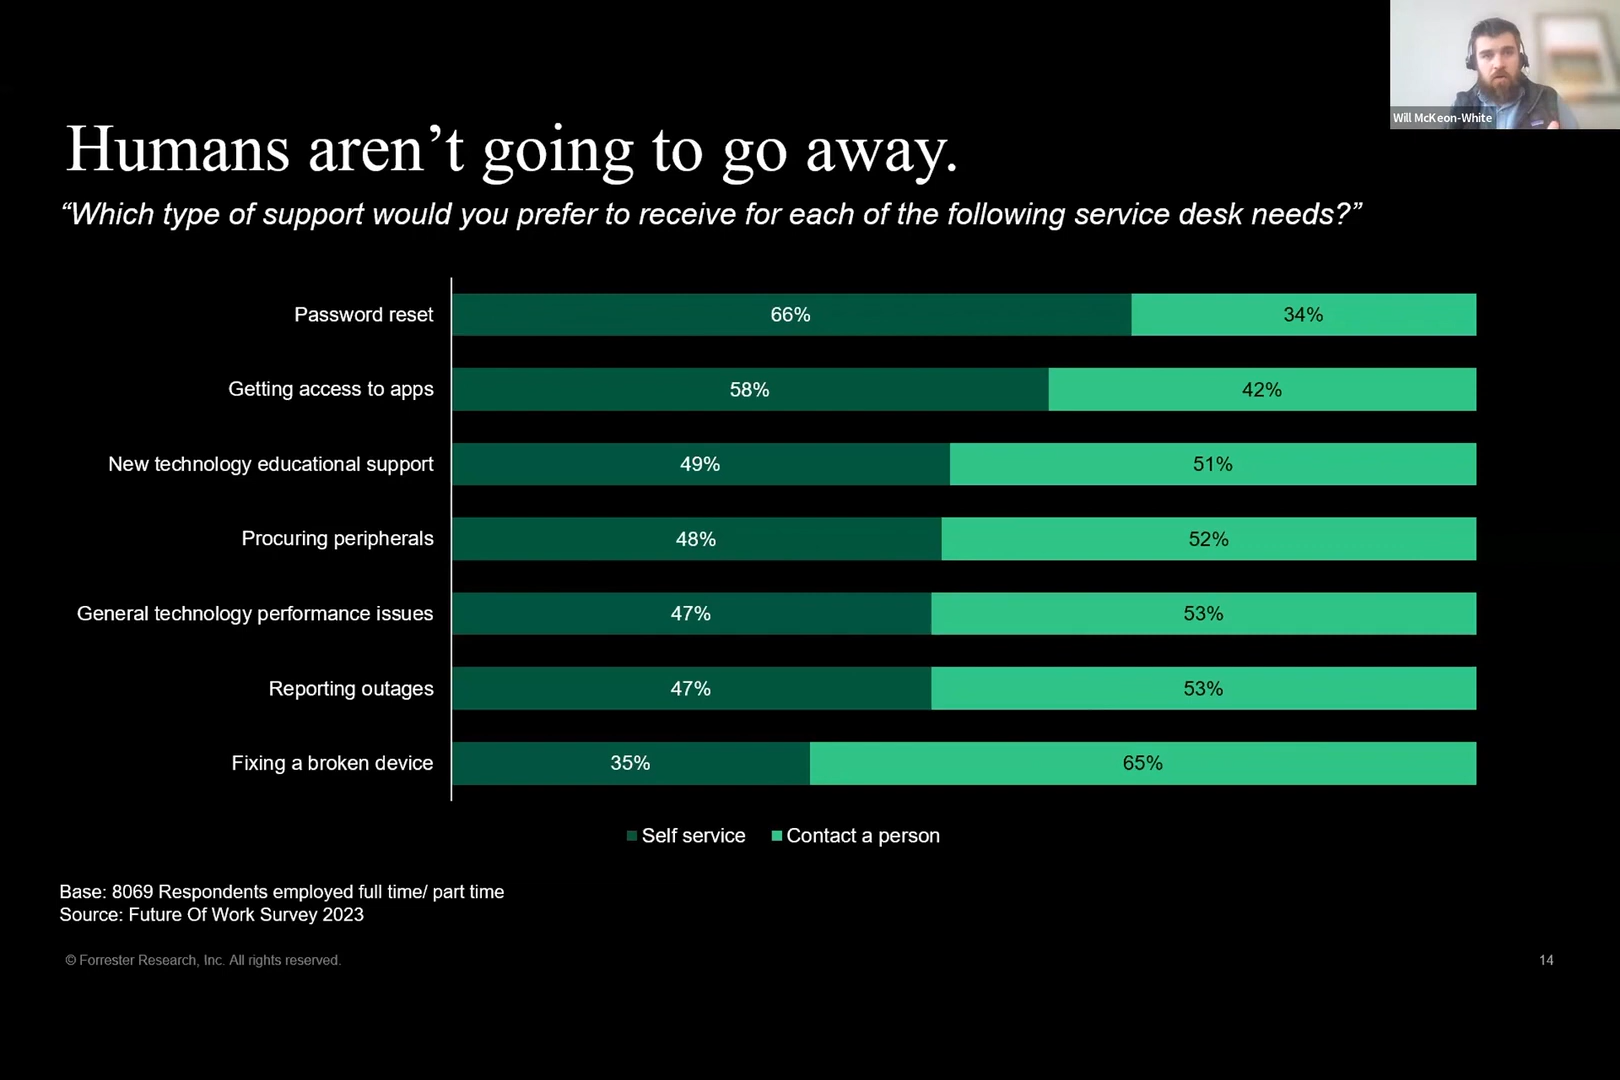 Will McKeon-White
Humans aren’t going to go away.
“Which type of support would you prefer to receive for each of the following service desk needs?”
Password reset 66% 34%
Getting access to apps 58% 42%
New technology educational support 49% 51%
Procuring peripherals 48% 52%
General technology performance issues 47% 53%
Reporting outages 47% 53%
Fixing a broken device 35% 65%
Self service Contact a person
Base: 8069 Respondents employed full time/ part time
Source: Future Of Work Survey 2023
© Forrester Research, Inc. All rights reserved. 14